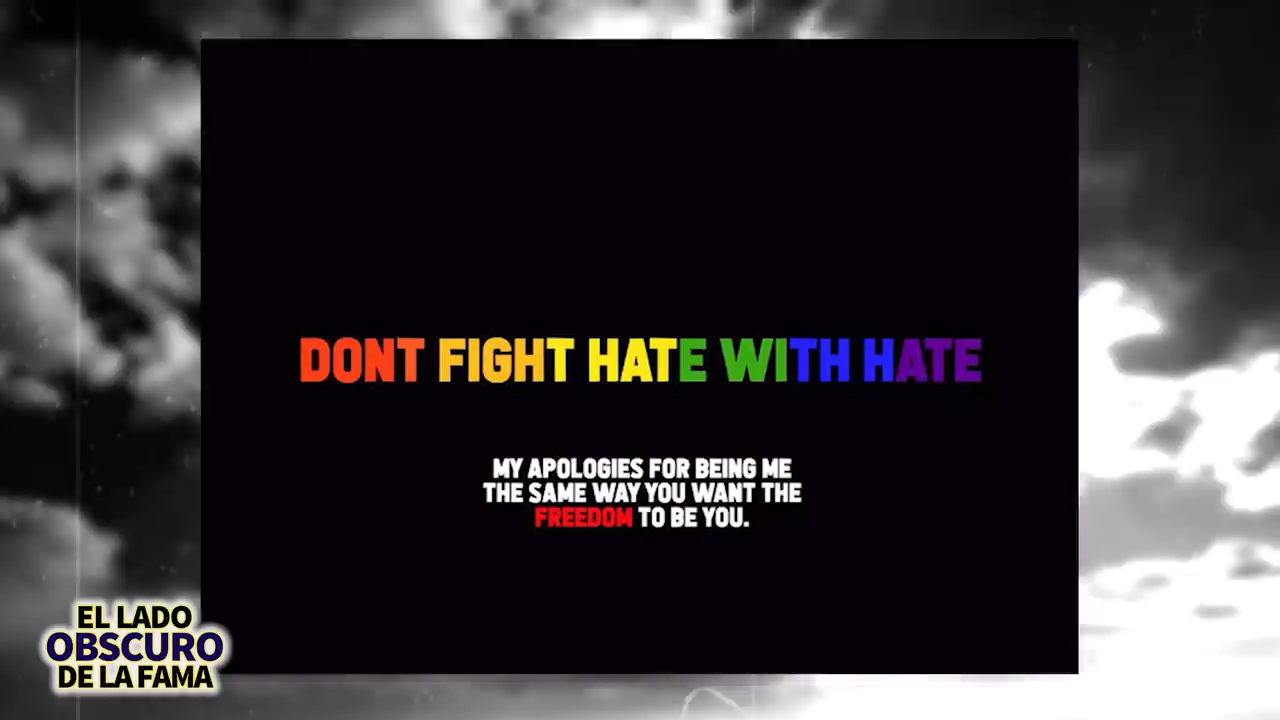 DONT FIGHT HATE WITH HATE
MY APOLOGIES FOR BEING ME
THE SAME WAY YOU WANT THE
FREEDOM TO BE YOU.
EL LADO
OBSCURO
DE LA FAMA